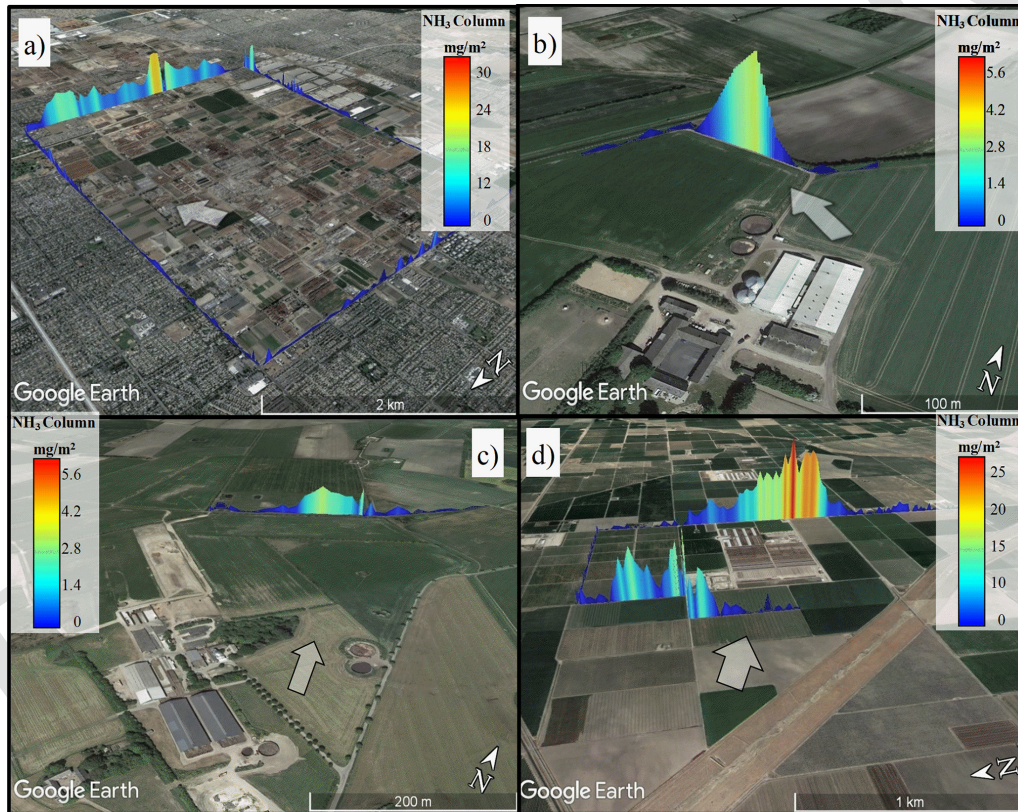 a)
NH₃ Column
mg/m²
30
24
18
12
6
0
N
Google Earth
2 km
b)
NH₃ Column
mg/m²
5.6
4.2
2.8
1.4
0
N
Google Earth
100 m
NH₃ Column
mg/m²
5.6
4.2
2.8
1.4
0
c)
N
Google Earth
200 m
d)
NH₃ Column
mg/m²
25
20
15
10
5
0
N
Google Earth
1 km